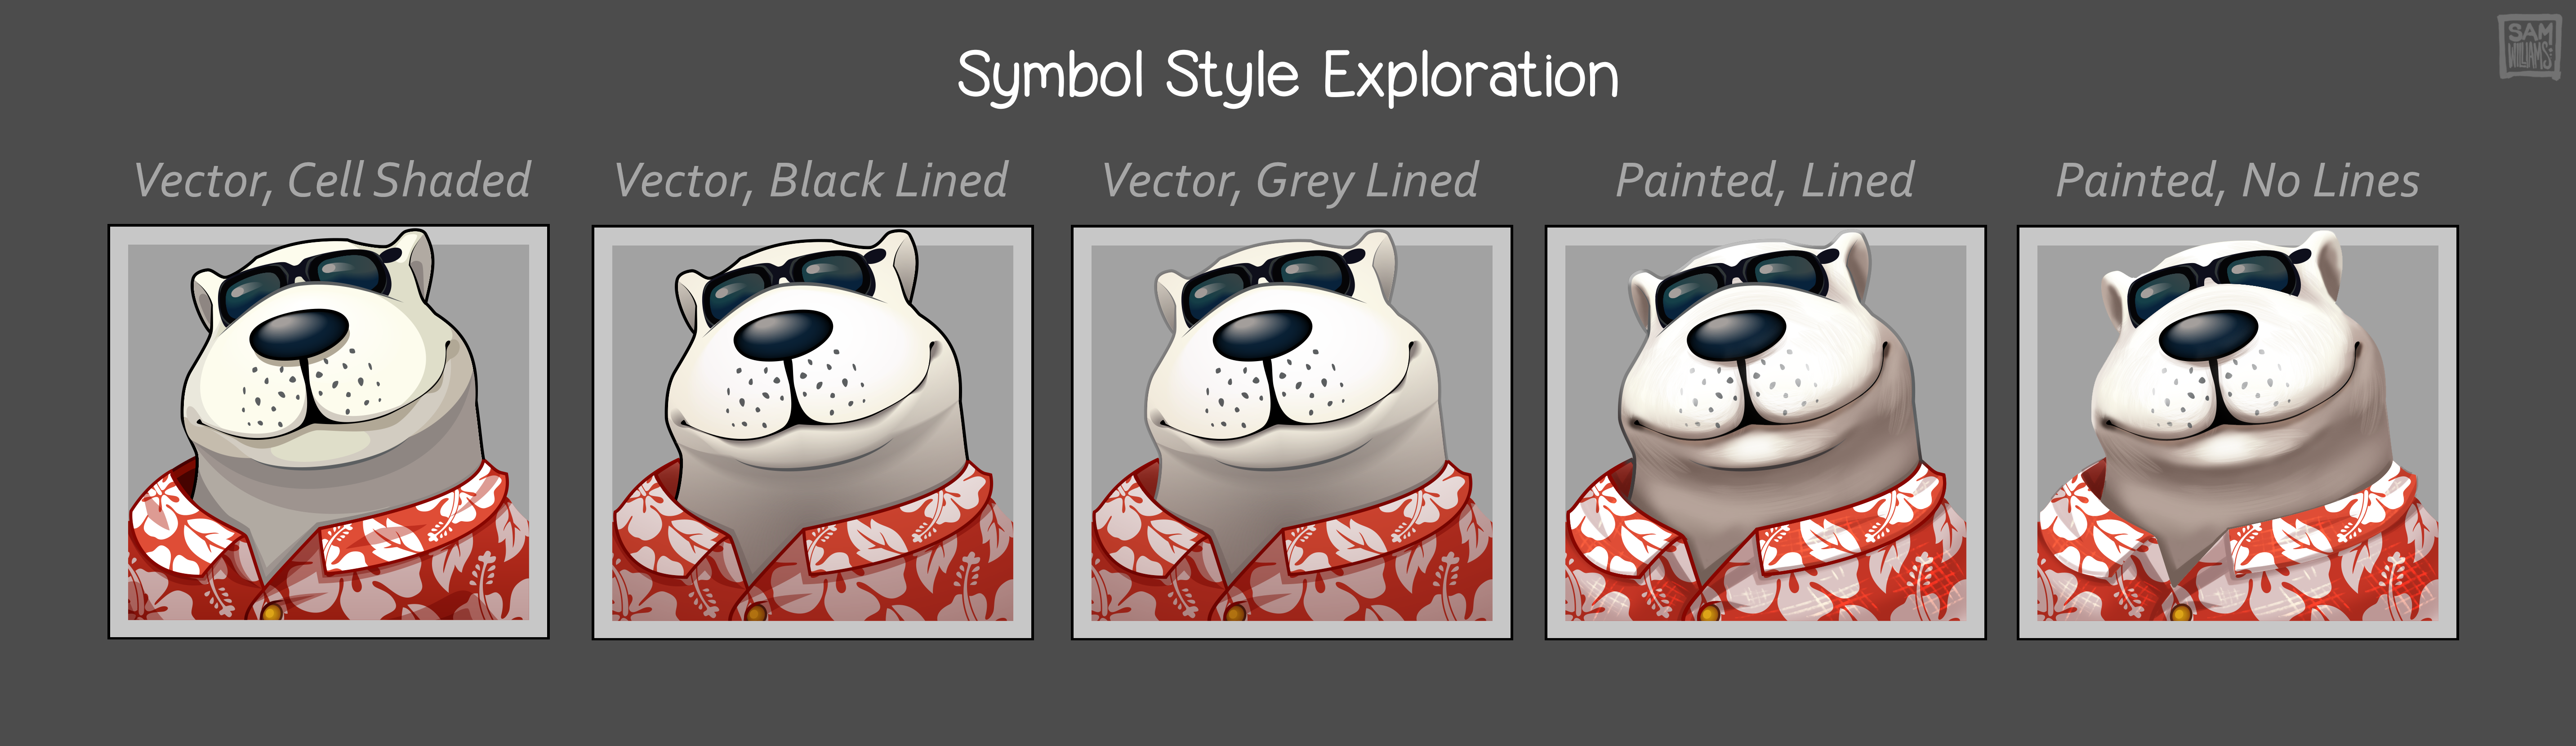 SAM
WILLIAMS
Symbol Style Exploration
Vector, Cell Shaded
Vector, Black Lined
Vector, Grey Lined
Painted, Lined
Painted, No Lines